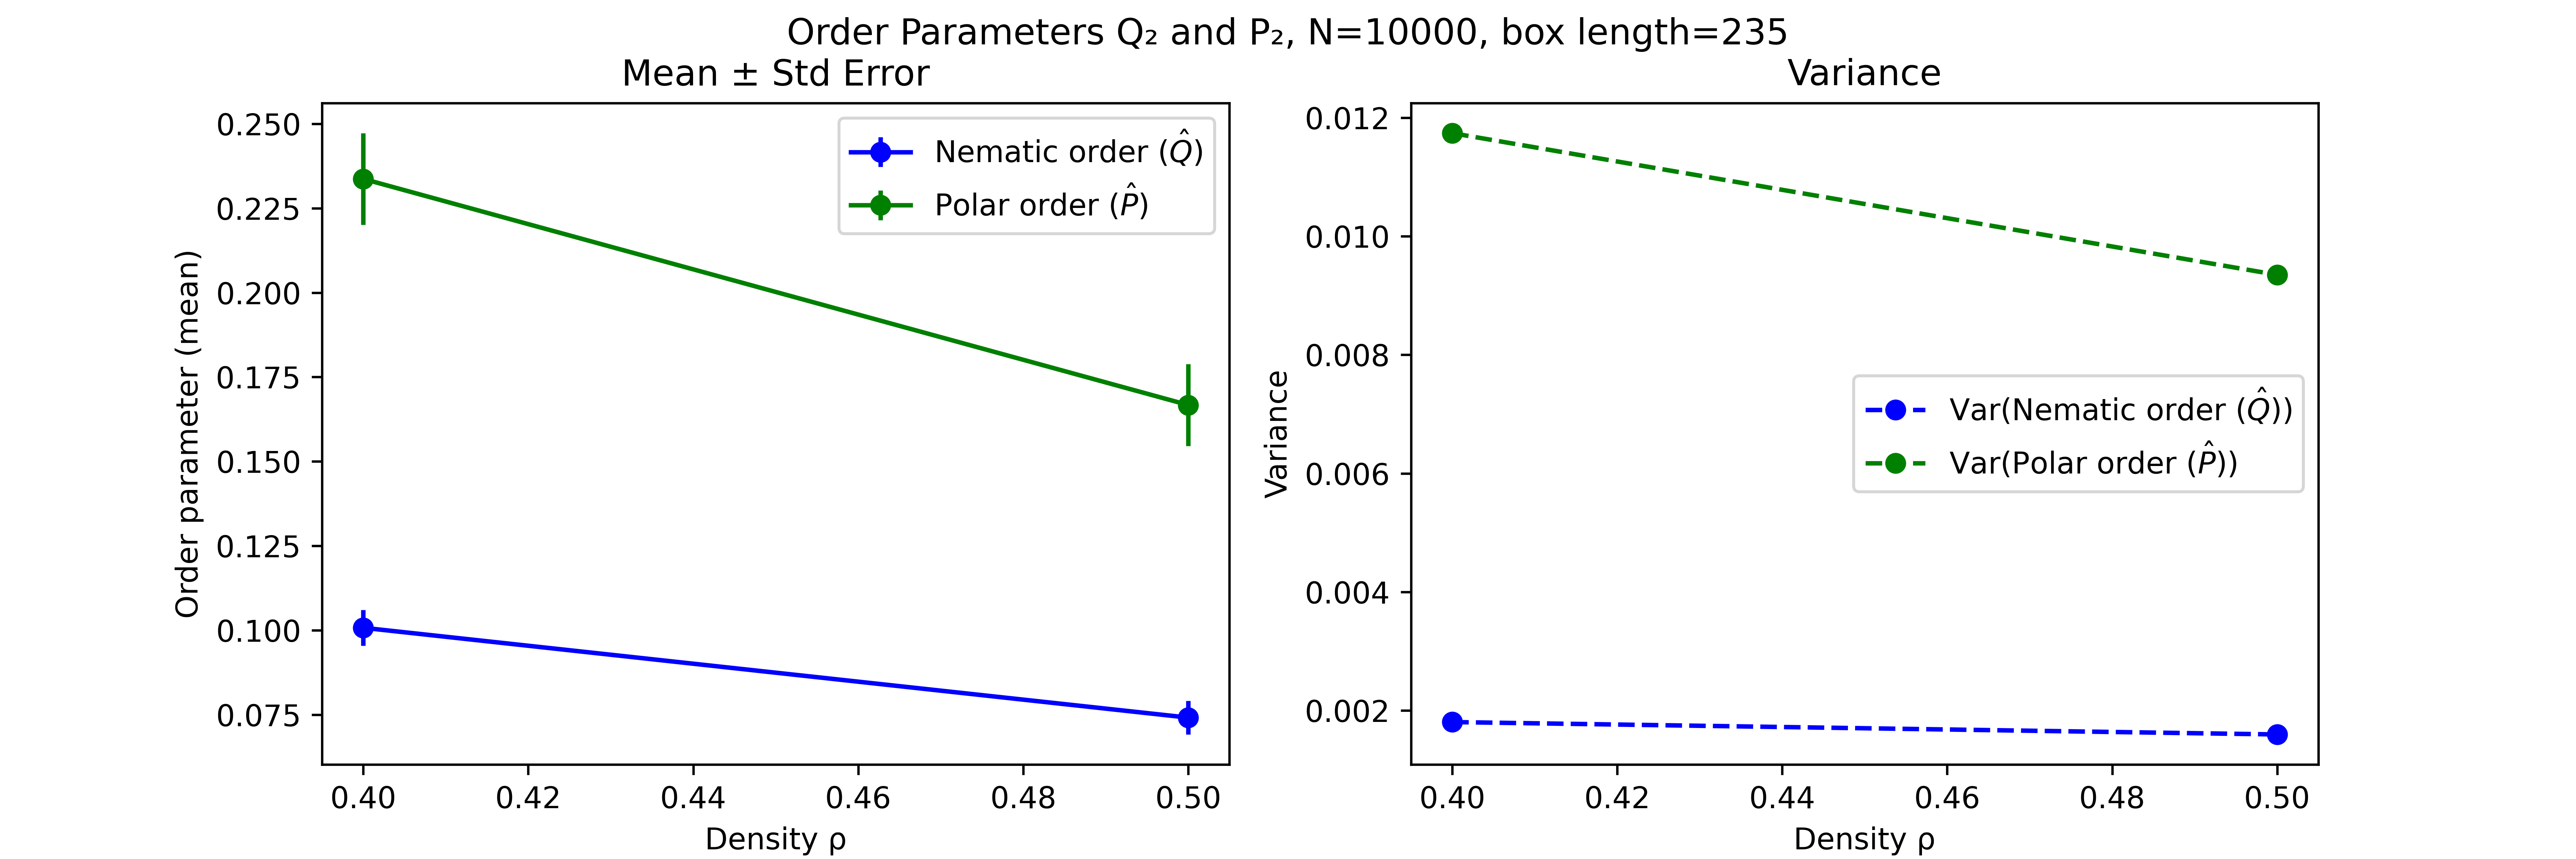 Order Parameters Q₂ and P₂, N=10000, box length=235
Mean ± Std Error
0.250
0.225
0.200
0.175
0.150
0.125
0.100
0.075
Order parameter (mean)
Nematic order (Q̂)
Polar order (P̂)
0.40 0.42 0.44 0.46 0.48 0.50
Density ρ
Variance
0.012
0.010
0.008
0.006
0.004
0.002
Variance
Var(Nematic order (Q̂))
Var(Polar order (P̂))
0.40 0.42 0.44 0.46 0.48 0.50
Density ρ